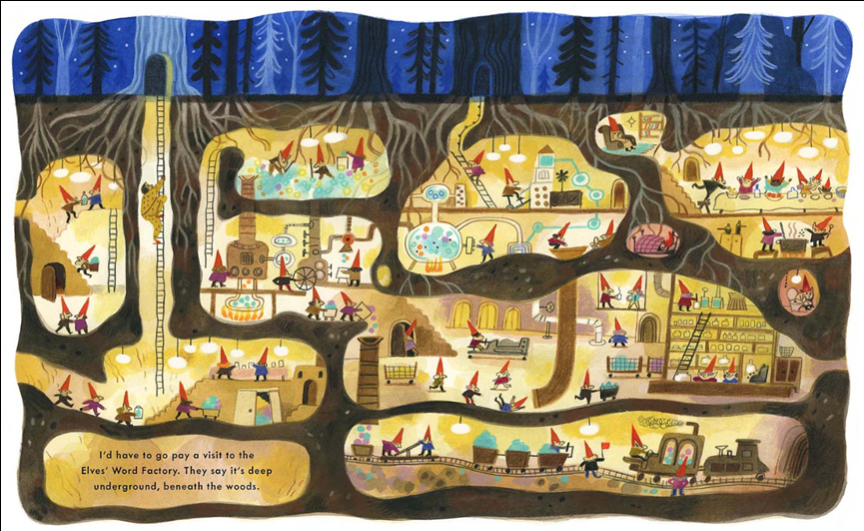 I'd have to go pay a visit to the
Elves' Word Factory. They say it's deep
underground, beneath the woods.